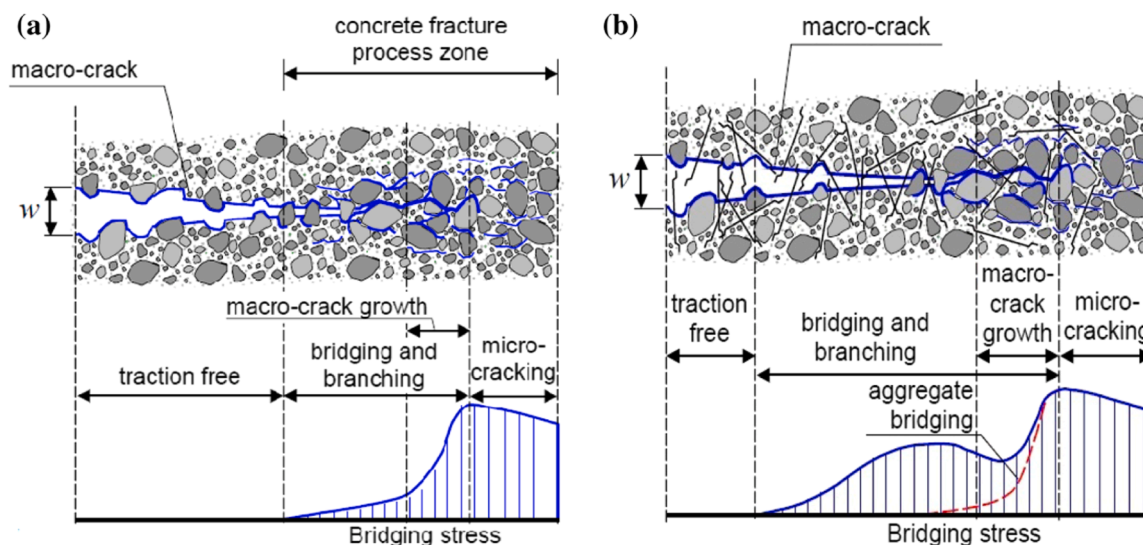 (a)
concrete fracture
process zone
macro-crack
w
macro-crack growth
traction free
bridging and
branching
micro-
cracking
Bridging stress
(b)
macro-crack
w
traction
free
bridging and
branching
macro-
crack
growth
micro-
cracking
aggregate
bridging
Bridging stress